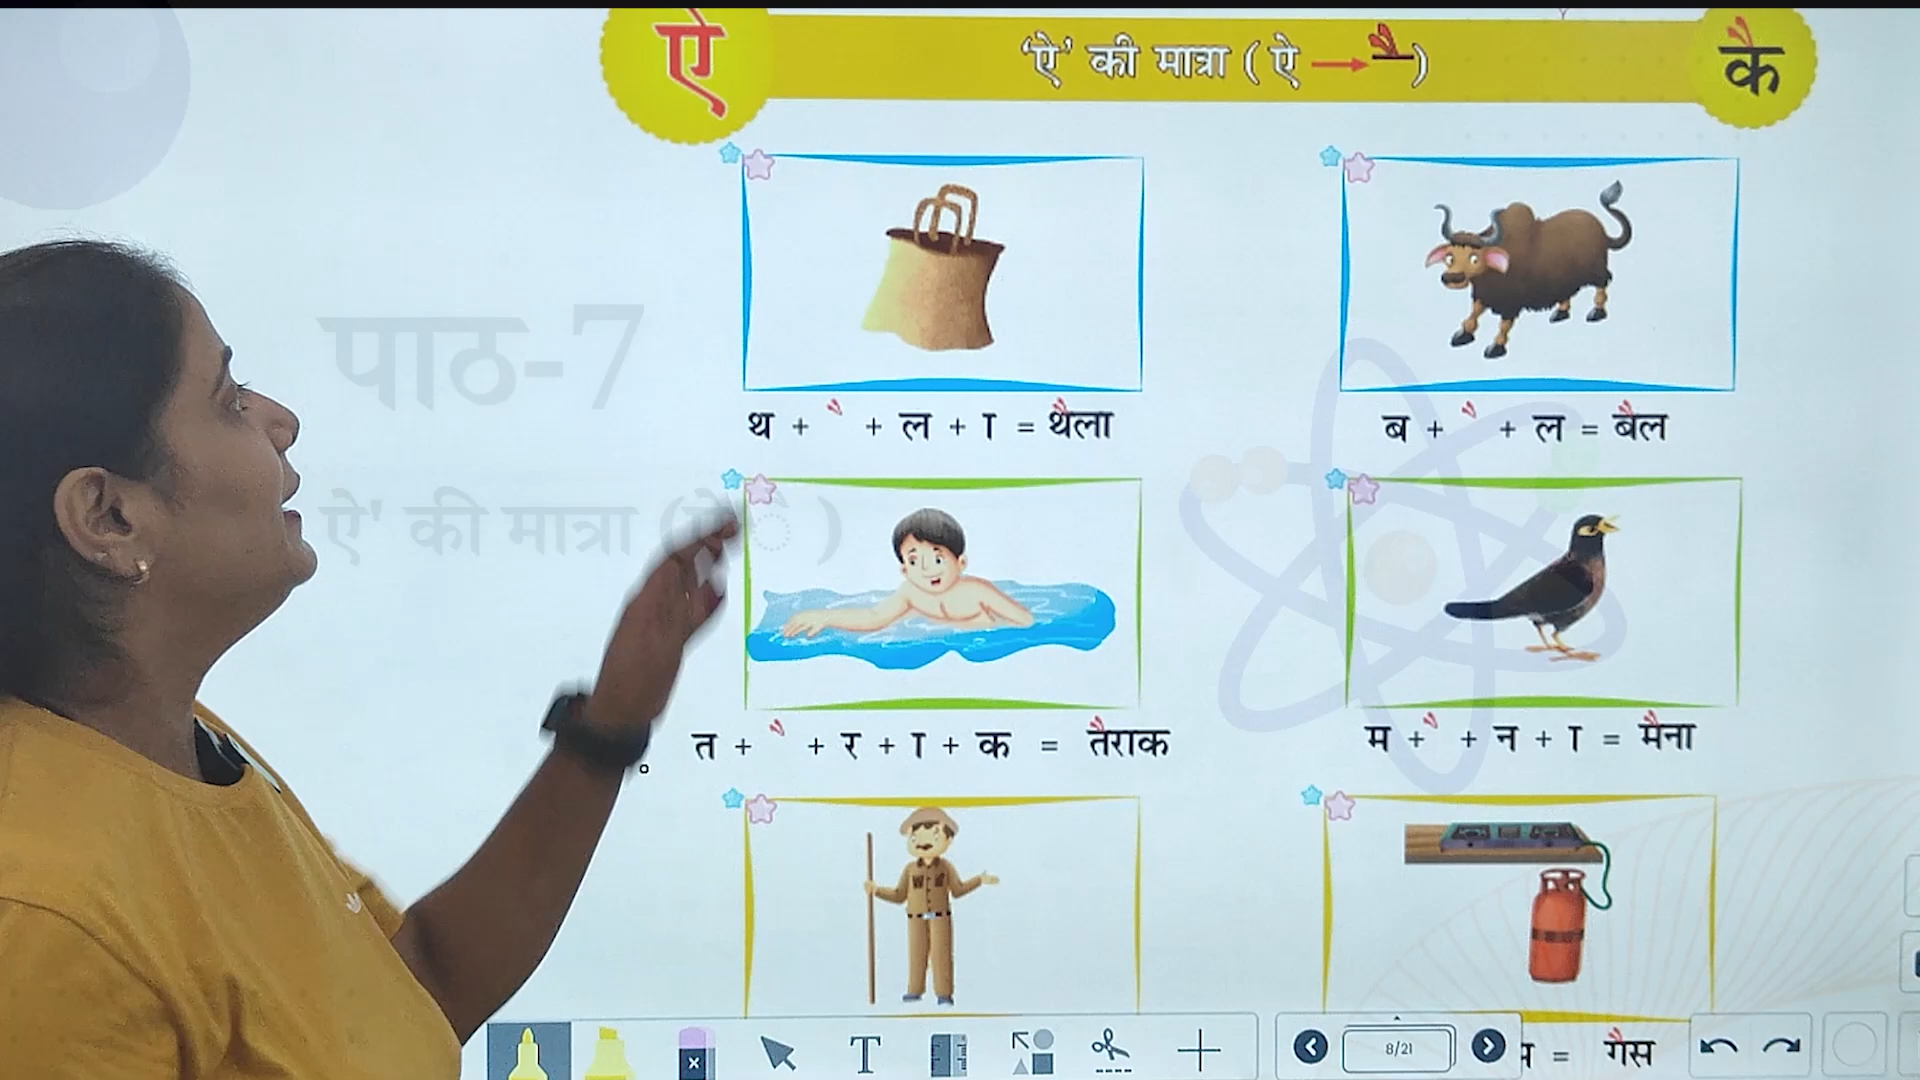 ऐ
'ऐ' की मात्रा ( ऐ → ै )
कै
पाठ-7
ऐ' की मात्रा (ऐ ै )
थ + ै + ल + ा = थैला
ब + ै + ल = बैल
त + ै + र + ा + क = तैराक
म + ै + न + ा = मैना
= गैस
T
8/21